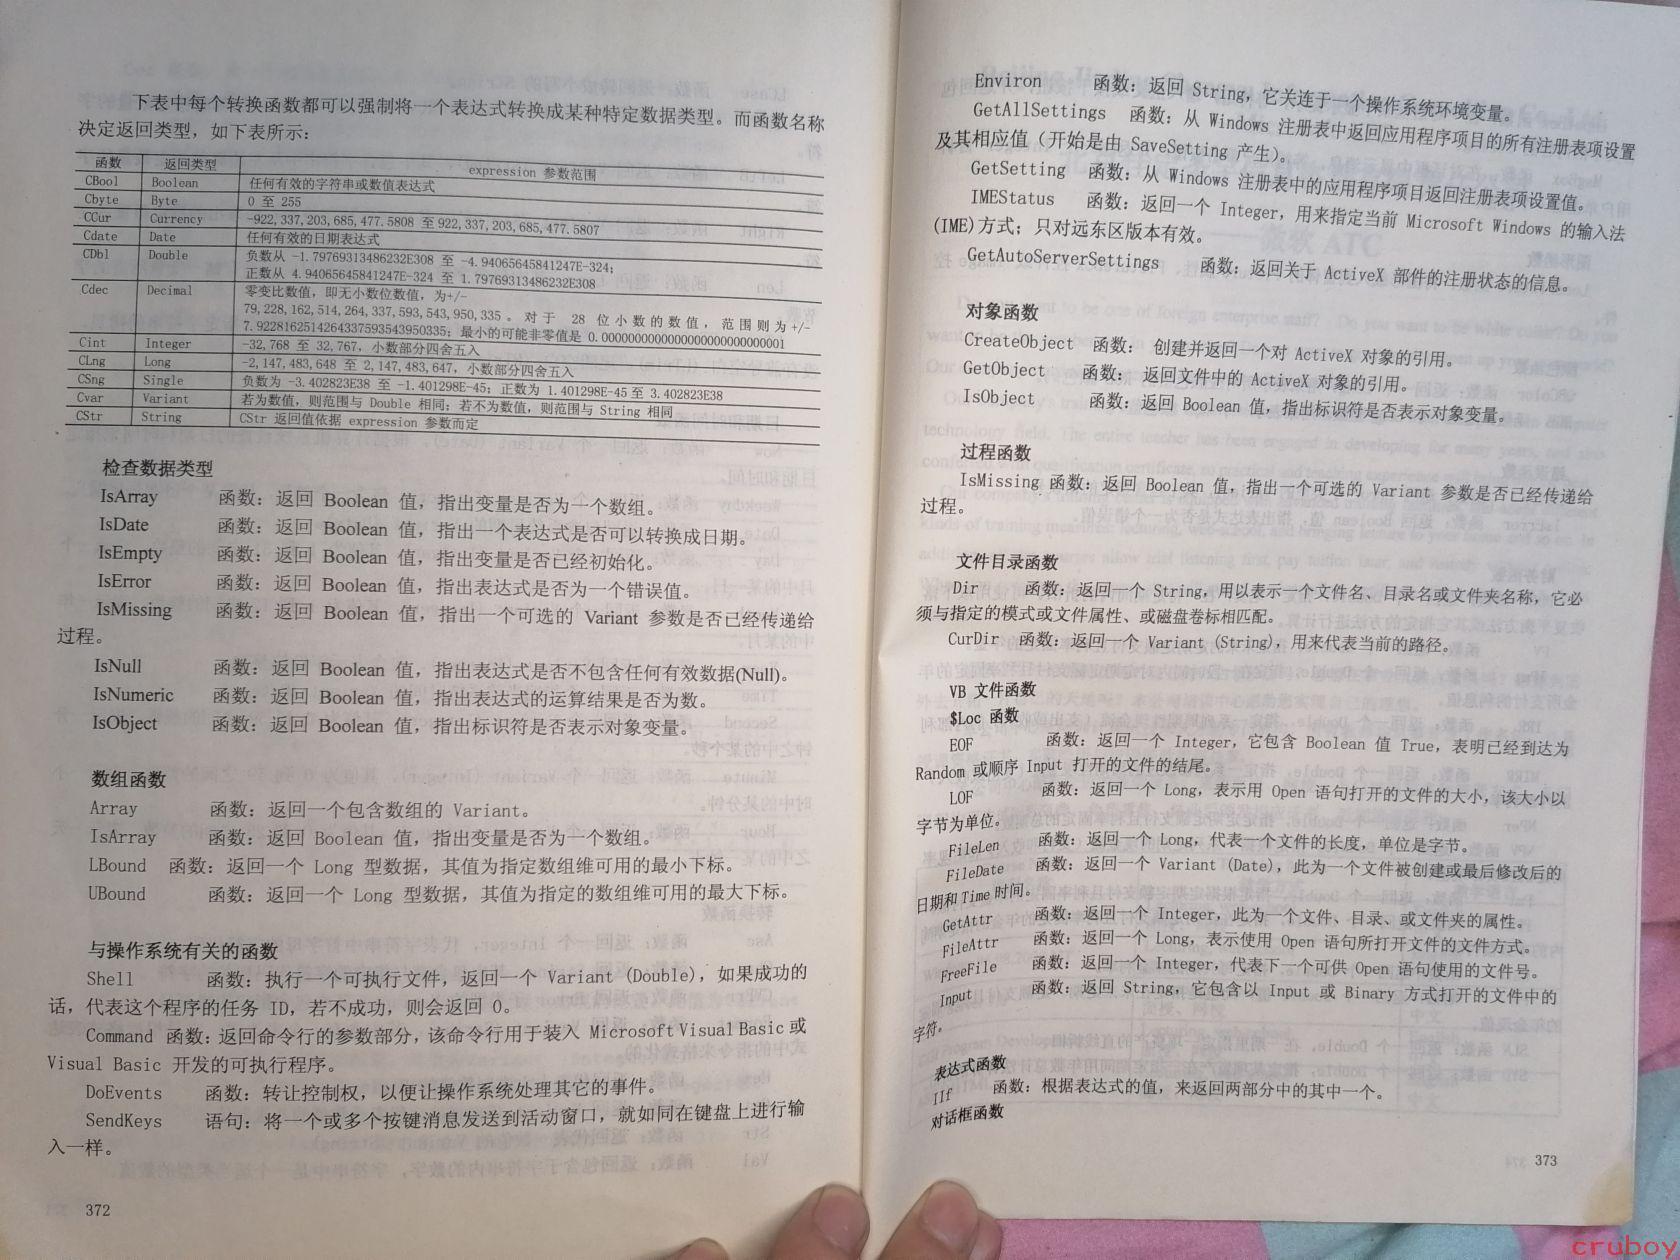 下表中每个转换函数都可以强制将一个表达式转换成某种特定数据类型。而函数名称
决定返回类型，如下表所示：
函数 返回类型 expression 参数范围
CBool Boolean 任何有效的字符串或数值表达式
Cbyte Byte 0 至 255
CCur Currency -922,337,203,685,477.5808 至 922,337,203,685,477.5807
Cdate Date 任何有效的日期表达式
CDbl Double 负数从 -1.79769313486232E308 至 -4.94065645841247E-324；
正数从 4.94065645841247E-324 至 1.79769313486232E308
Cdec Decimal 零变比数值，即无小数位数值，为+/-
79,228,162,514,264,337,593,543,950,335。对于 28 位小数的数值，范围则为+/-
7.9228162514264337593543950335；最小的可能非零值是 0.0000000000000000000000000001
Cint Integer -32,768 至 32,767，小数部分四舍五入
CLng Long -2,147,483,648 至 2,147,483,647，小数部分四舍五入
CSng Single 负数为 -3.402823E38 至 -1.401298E-45；正数为 1.401298E-45 至 3.402823E38
Cvar Variant 若为数值，则范围与 Double 相同；若不为数值，则范围与 String 相同
CStr String CStr 返回值依据 expression 参数而定
检查数据类型
IsArray 函数：返回 Boolean 值，指出变量是否为一个数组。
IsDate 函数：返回 Boolean 值，指出一个表达式是否可以转换成日期。
IsEmpty 函数：返回 Boolean 值，指出变量是否已经初始化。
IsError 函数：返回 Boolean 值，指出表达式是否为一个错误值。
IsMissing 函数：返回 Boolean 值，指出一个可选的 Variant 参数是否已经传递给
过程。
IsNull 函数：返回 Boolean 值，指出表达式是否不包含任何有效数据(Null)。
IsNumeric 函数：返回 Boolean 值，指出表达式的运算结果是否为数。
IsObject 函数：返回 Boolean 值，指出标识符是否表示对象变量。
数组函数
Array 函数：返回一个包含数组的 Variant。
IsArray 函数：返回 Boolean 值，指出变量是否为一个数组。
LBound 函数：返回一个 Long 型数据，其值为指定数组维可用的最小下标。
UBound 函数：返回一个 Long 型数据，其值为指定的数组维可用的最大下标。
与操作系统有关的函数
Shell 函数：执行一个可执行文件，返回一个 Variant (Double)，如果成功的
话，代表这个程序的任务 ID，若不成功，则会返回 0。
Command 函数：返回命令行的参数部分，该命令行用于装入 Microsoft Visual Basic 或
Visual Basic 开发的可执行程序。
DoEvents 函数：转让控制权，以便让操作系统处理其它的事件。
SendKeys 语句：将一个或多个按键消息发送到活动窗口，就如同在键盘上进行输
入一样。
372
Environ 函数：返回 String，它关连于一个操作系统环境变量。
GetAllSettings 函数：从 Windows 注册表中返回应用程序项目的所有注册表项设置
及其相应值（开始是由 SaveSetting 产生）。
GetSetting 函数：从 Windows 注册表中的应用程序项目返回注册表项设置值。
IMEStatus 函数：返回一个 Integer，用来指定当前 Microsoft Windows 的输入法
(IME)方式；只对远东区版本有效。
GetAutoServerSettings 函数：返回关于 ActiveX 部件的注册状态的信息。
对象函数
CreateObject 函数： 创建并返回一个对 ActiveX 对象的引用。
GetObject 函数： 返回文件中的 ActiveX 对象的引用。
IsObject 函数：返回 Boolean 值，指出标识符是否表示对象变量。
过程函数
IsMissing 函数：返回 Boolean 值，指出一个可选的 Variant 参数是否已经传递给
过程。
文件目录函数
Dir 函数：返回一个 String，用以表示一个文件名、目录名或文件夹名称，它必
须与指定的模式或文件属性、或磁盘卷标相匹配。
CurDir 函数：返回一个 Variant (String)，用来代表当前的路径。
VB 文件函数
$Loc 函数
EOF 函数：返回一个 Integer，它包含 Boolean 值 True，表明已经到达为
Random 或顺序 Input 打开的文件的结尾。
LOF 函数：返回一个 Long，表示用 Open 语句打开的文件的大小，该大小以
字节为单位。
FileLen 函数：返回一个 Long，代表一个文件的长度，单位是字节。
FileDate 函数：返回一个 Variant (Date)，此为一个文件被创建或最后修改后的
日期和Time时间。
GetAttr 函数：返回一个 Integer，此为一个文件、目录、或文件夹的属性。
FileAttr 函数：返回一个 Long，表示使用 Open 语句所打开文件的文件方式。
FreeFile 函数：返回一个 Integer，代表下一个可供 Open 语句使用的文件号。
Input 函数：返回 String，它包含以 Input 或 Binary 方式打开的文件中的
字符。
表达式函数
IIf 函数：根据表达式的值，来返回两部分中的其中一个。
对话框函数
373
cruboy